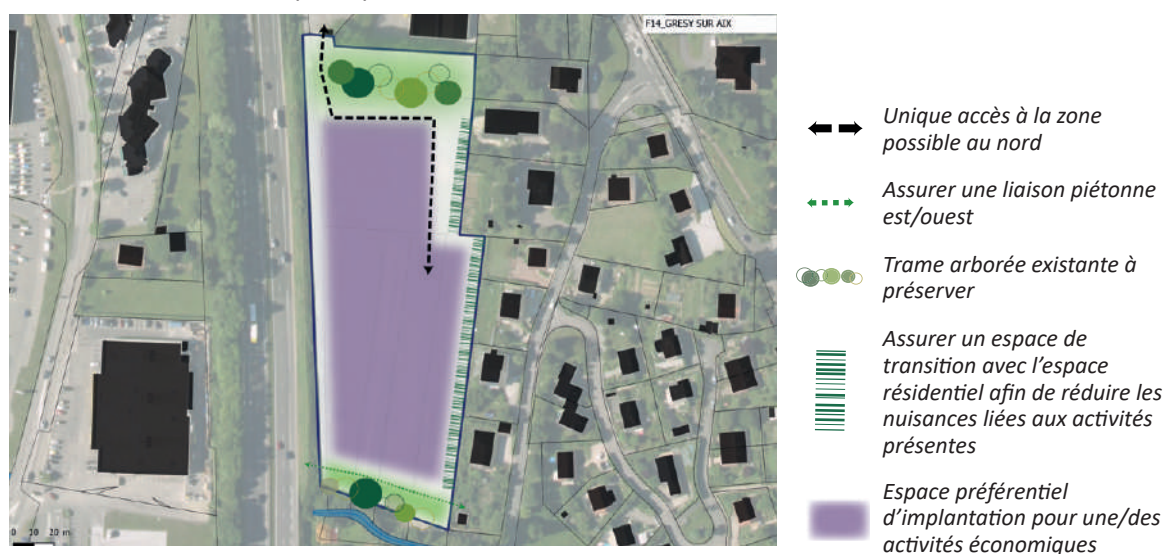 F14_GRESY SUR AIX
Unique accès à la zone
possible au nord
Assurer une liaison piétonne
est/ouest
Trame arborée existante à
préserver
Assurer un espace de
transition avec l’espace
résidentiel afin de réduire les
nuisances liées aux activités
présentes
Espace préférentiel
d’implantation pour une/des
activités économiques
0 10 20 m